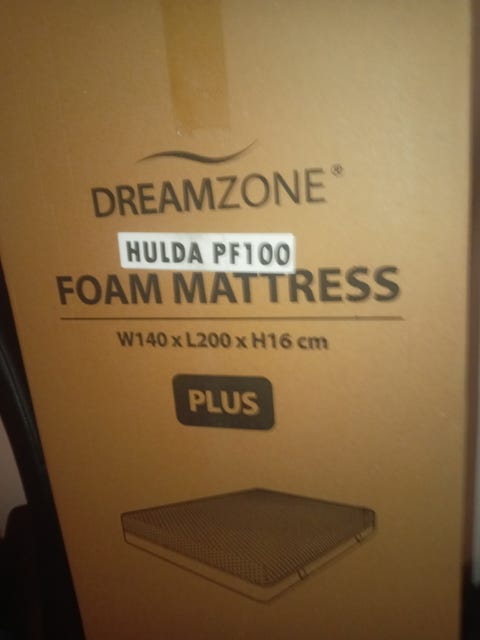 DREAMZONE®
HULDA PF100
FOAM MATTRESS
W140 x L200 x H16 cm
PLUS